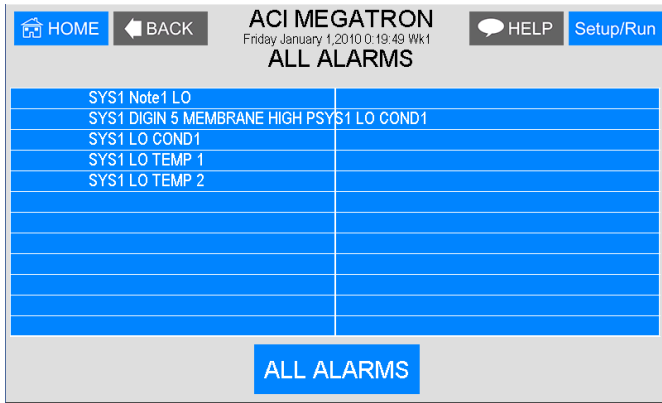 HOME
BACK
ACI MEGATRON
Friday January 1,2010 0:19:49 Wk1
ALL ALARMS
HELP
Setup/Run
SYS1 Note1 LO
SYS1 DIGIN 5 MEMBRANE HIGH PSYS1 LO COND1
SYS1 LO COND1
SYS1 LO TEMP 1
SYS1 LO TEMP 2
ALL ALARMS